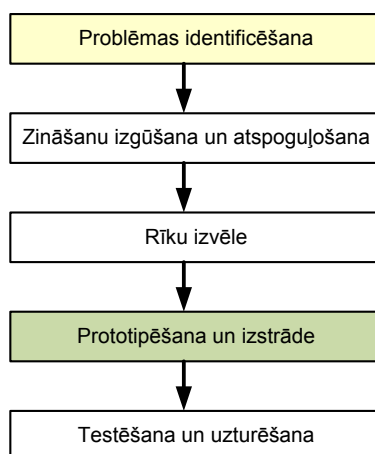 Problēmas identificēšana
Zināšanu izgūšana un atspoguļošana
Rīku izvēle
Prototipēšana un izstrāde
Testēšana un uzturēšana